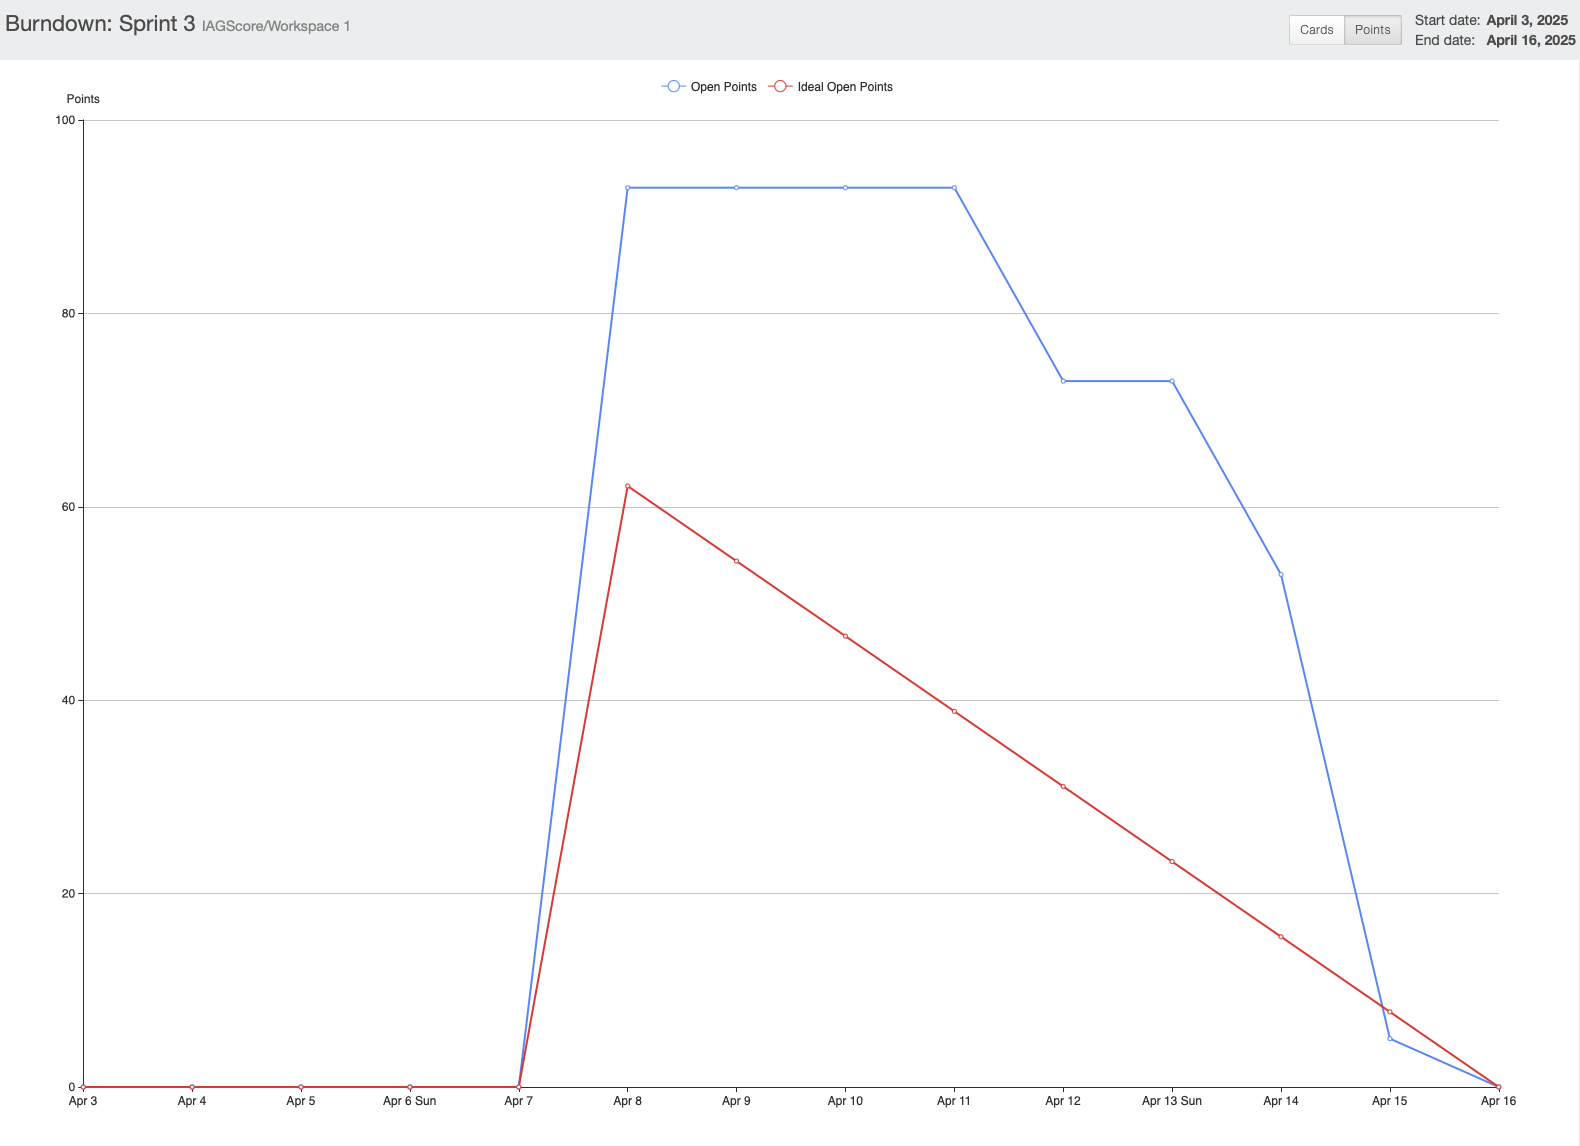 Burndown: Sprint 3 IAGScore/Workspace 1
Cards Points
Start date: April 3, 2025
End date: April 16, 2025
Open Points Ideal Open Points
Points
100
80
60
40
20
0
Apr 3 Apr 4 Apr 5 Apr 6 Sun Apr 7 Apr 8 Apr 9 Apr 10 Apr 11 Apr 12 Apr 13 Sun Apr 14 Apr 15 Apr 16